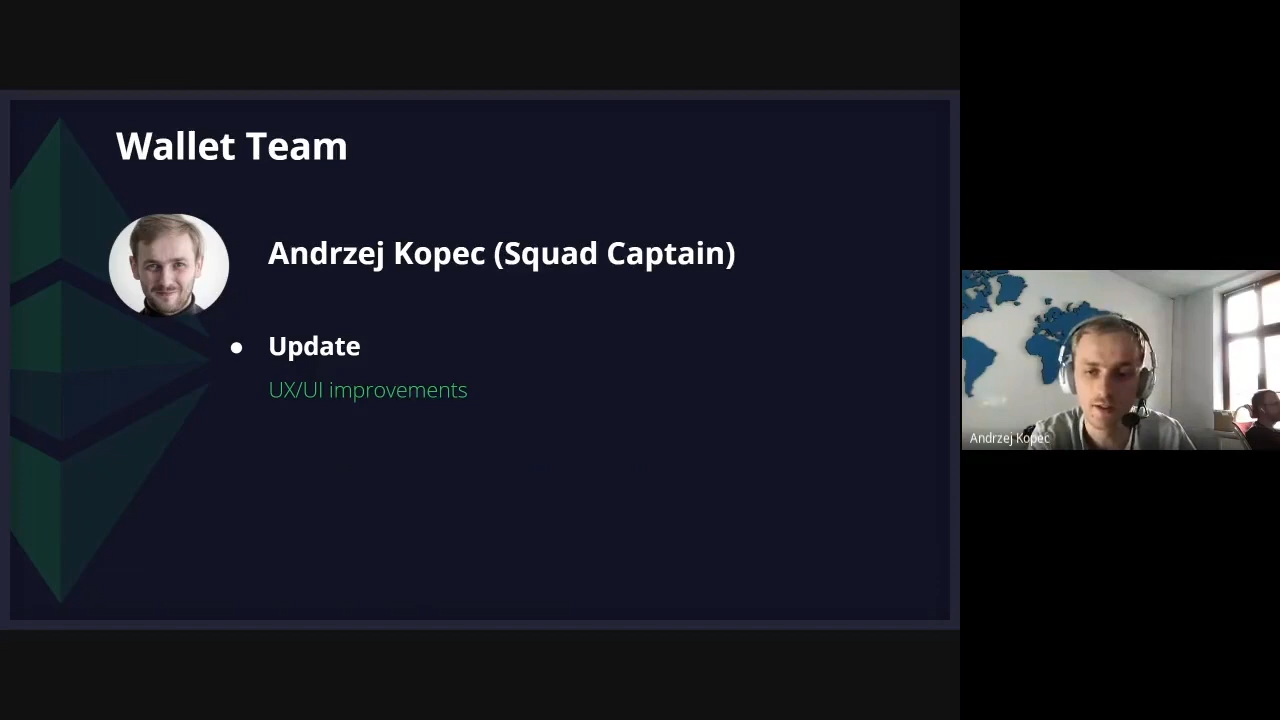 Wallet Team
Andrzej Kopec (Squad Captain)
● Update
UX/UI improvements
Andrzej Kopec